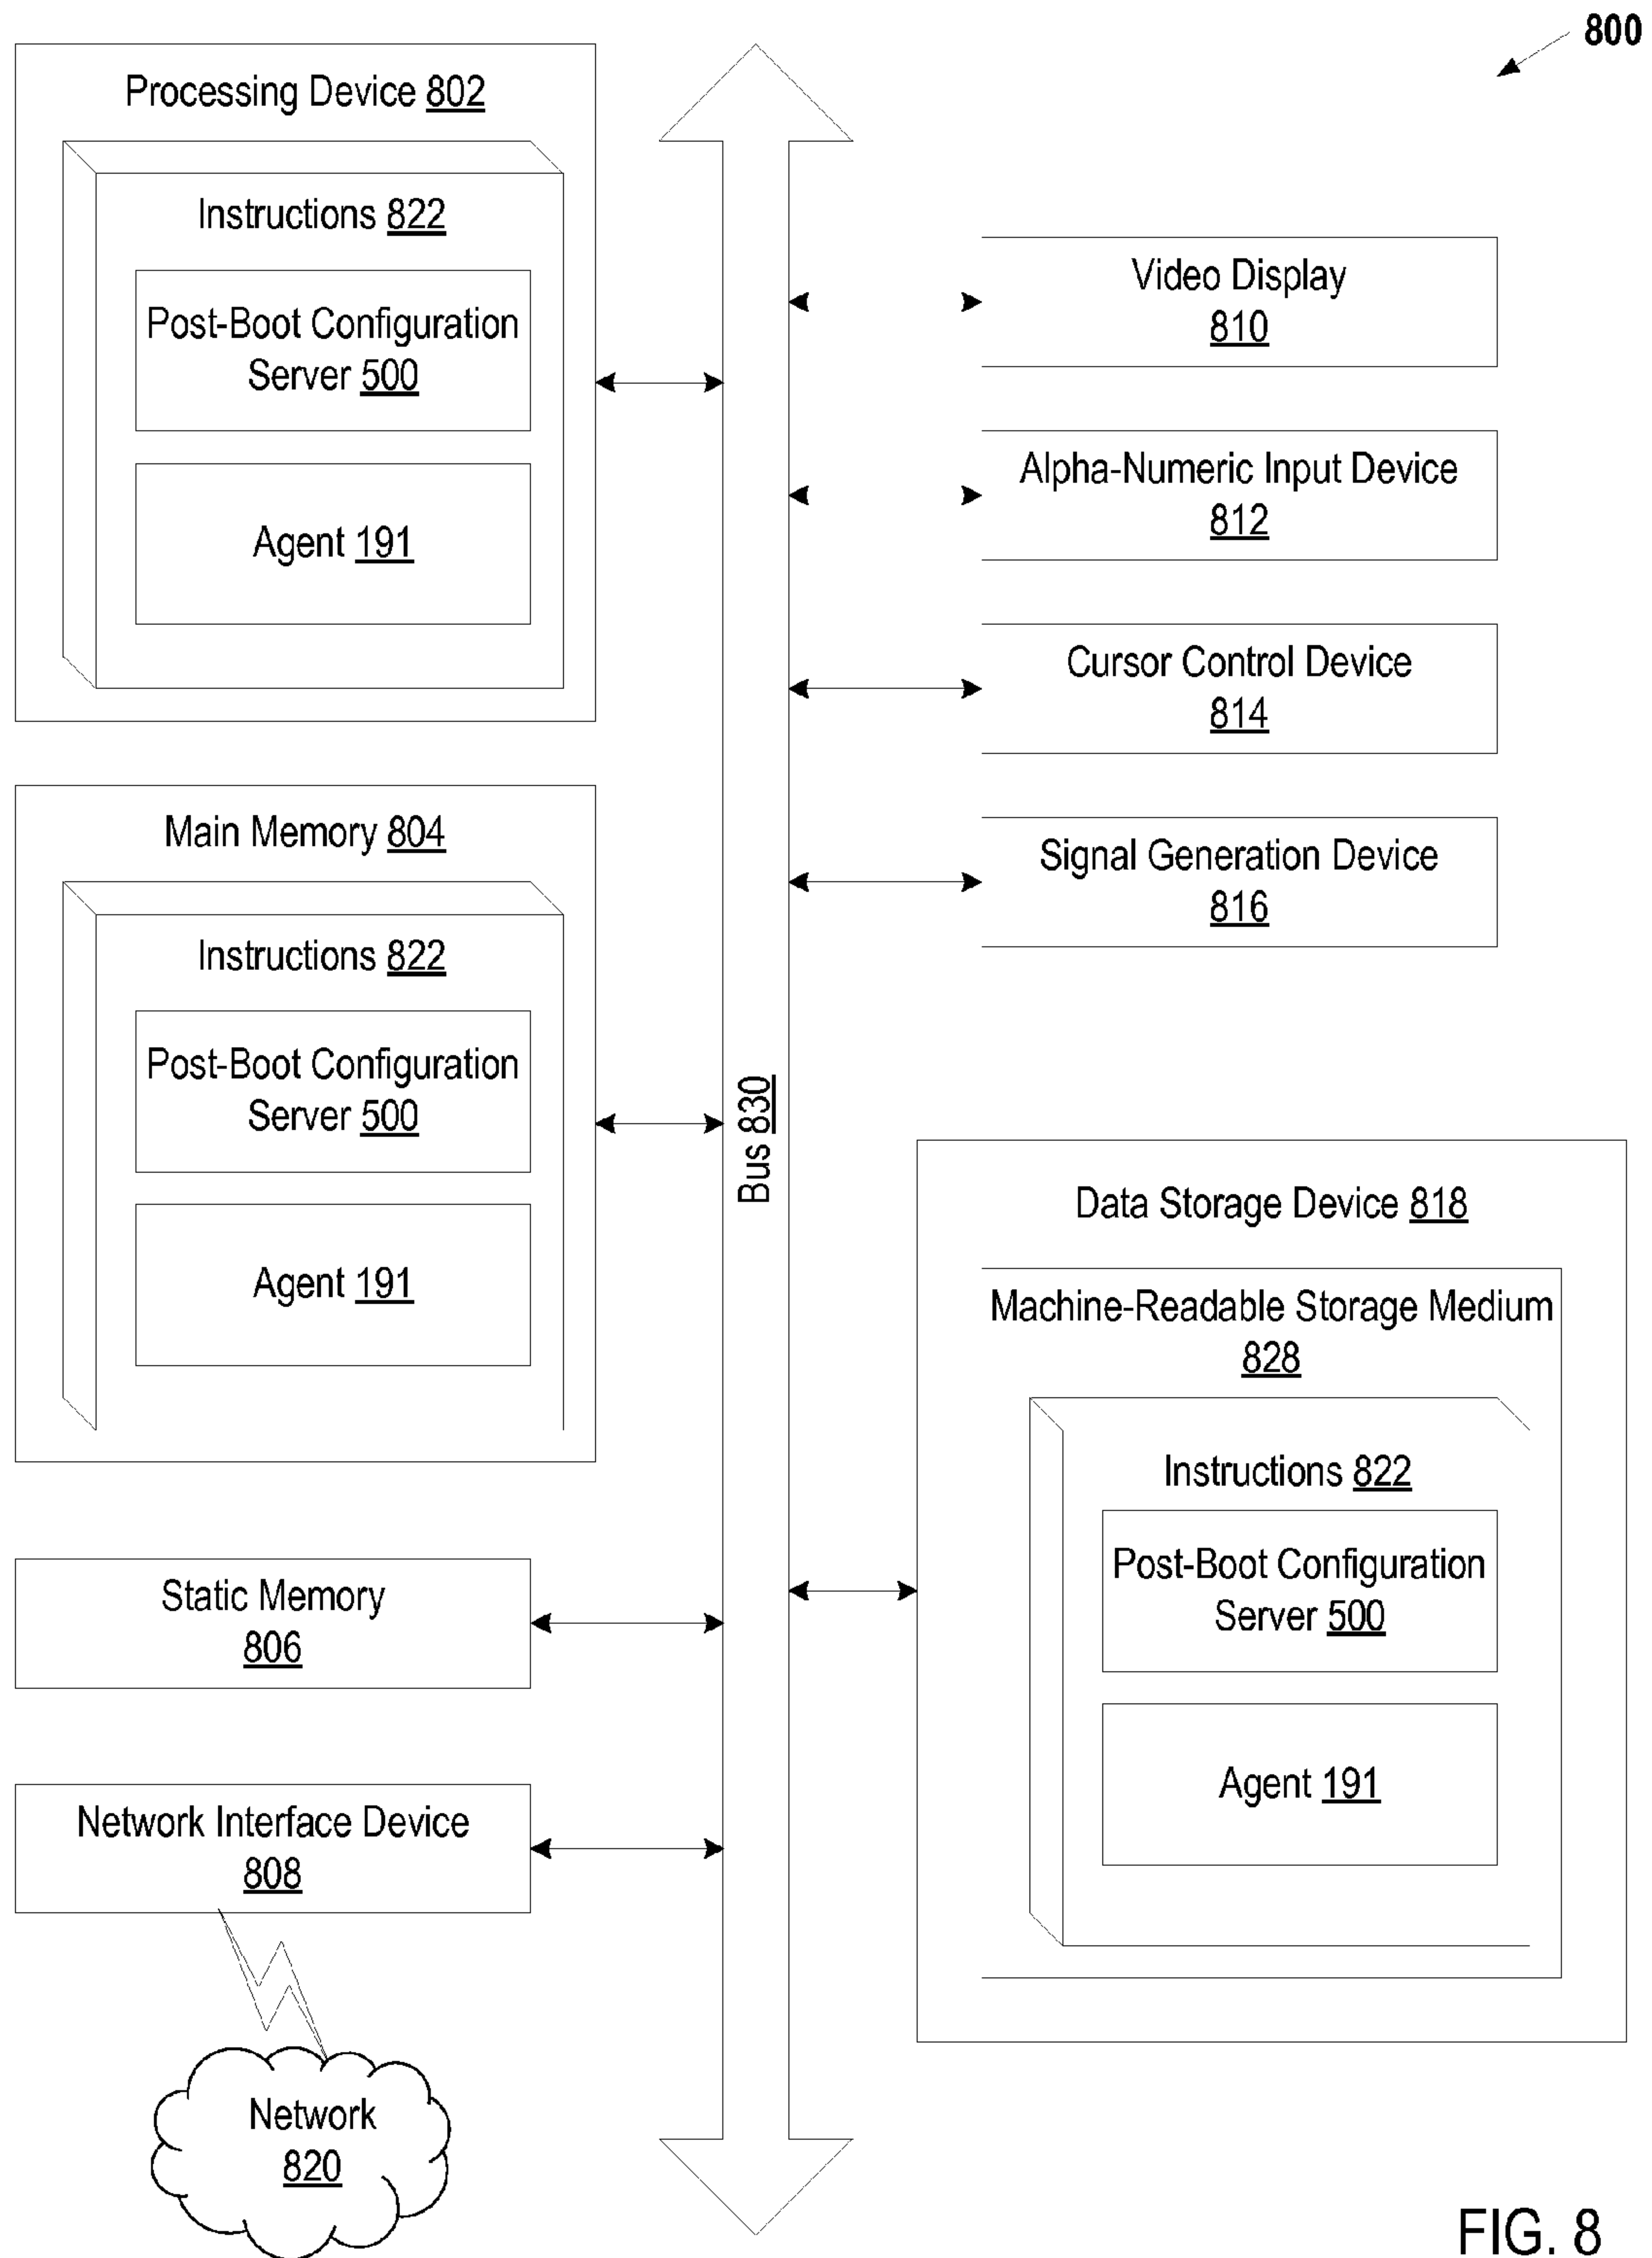 800
Processing Device 802
Instructions 822
Post-Boot Configuration
Server 500
Agent 191
Main Memory 804
Instructions 822
Post-Boot Configuration
Server 500
Agent 191
Static Memory
806
Network Interface Device
808
Network
820
Bus 830
Video Display
810
Alpha-Numeric Input Device
812
Cursor Control Device
814
Signal Generation Device
816
Data Storage Device 818
Machine-Readable Storage Medium
828
Instructions 822
Post-Boot Configuration
Server 500
Agent 191
FIG. 8